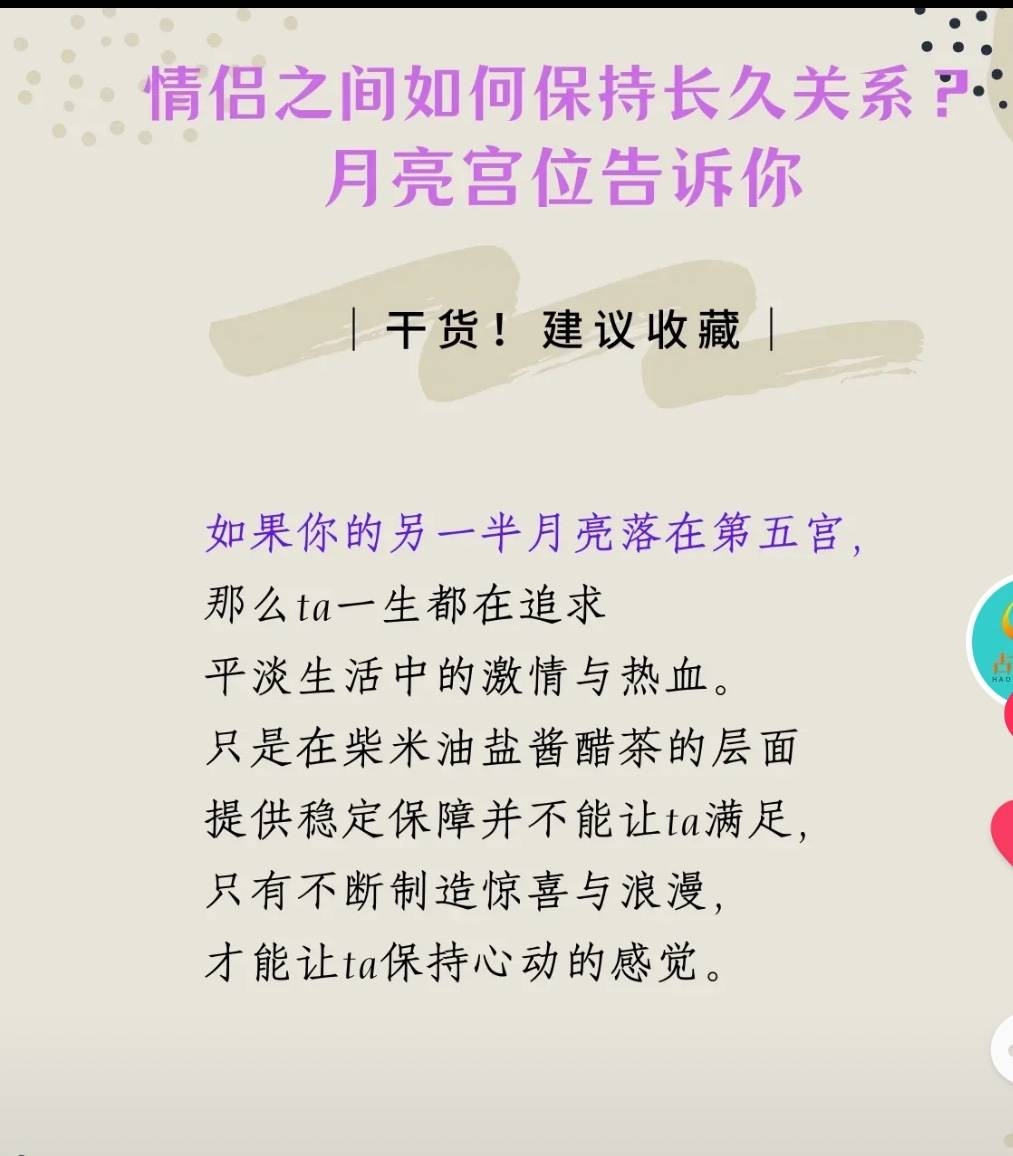 情侣之间如何保持长久关系？
月亮宫位告诉你
｜干货！建议收藏｜
如果你的另一半月亮落在第五宫，
那么ta一生都在追求
平淡生活中的激情与热血。
只是在柴米油盐酱醋茶的层面
提供稳定保障并不能让ta满足，
只有不断制造惊喜与浪漫，
才能让ta保持心动的感觉。
占
HAO